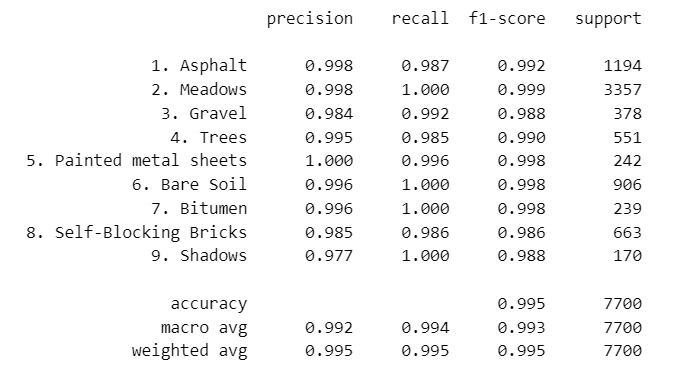 precision recall f1-score support
1. Asphalt 0.998 0.987 0.992 1194
2. Meadows 0.998 1.000 0.999 3357
3. Gravel 0.984 0.992 0.988 378
4. Trees 0.995 0.985 0.990 551
5. Painted metal sheets 1.000 0.996 0.998 242
6. Bare Soil 0.996 1.000 0.998 906
7. Bitumen 0.996 1.000 0.998 239
8. Self-Blocking Bricks 0.985 0.986 0.986 663
9. Shadows 0.977 1.000 0.988 170
accuracy 0.995 7700
macro avg 0.992 0.994 0.993 7700
weighted avg 0.995 0.995 0.995 7700